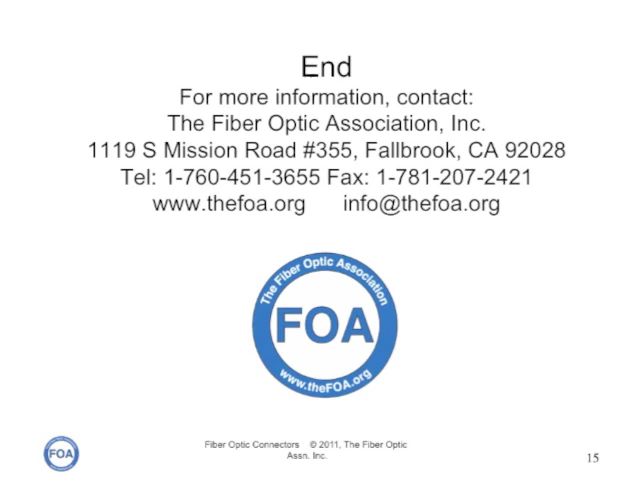 End
For more information, contact:
The Fiber Optic Association, Inc.
1119 S Mission Road #355, Fallbrook, CA 92028
Tel: 1-760-451-3655 Fax: 1-781-207-2421
www.thefoa.org info@thefoa.org
The Fiber Optic Association
FOA
www.theFOA.org
FOA
Fiber Optic Connectors © 2011, The Fiber Optic
Assn. Inc.
15